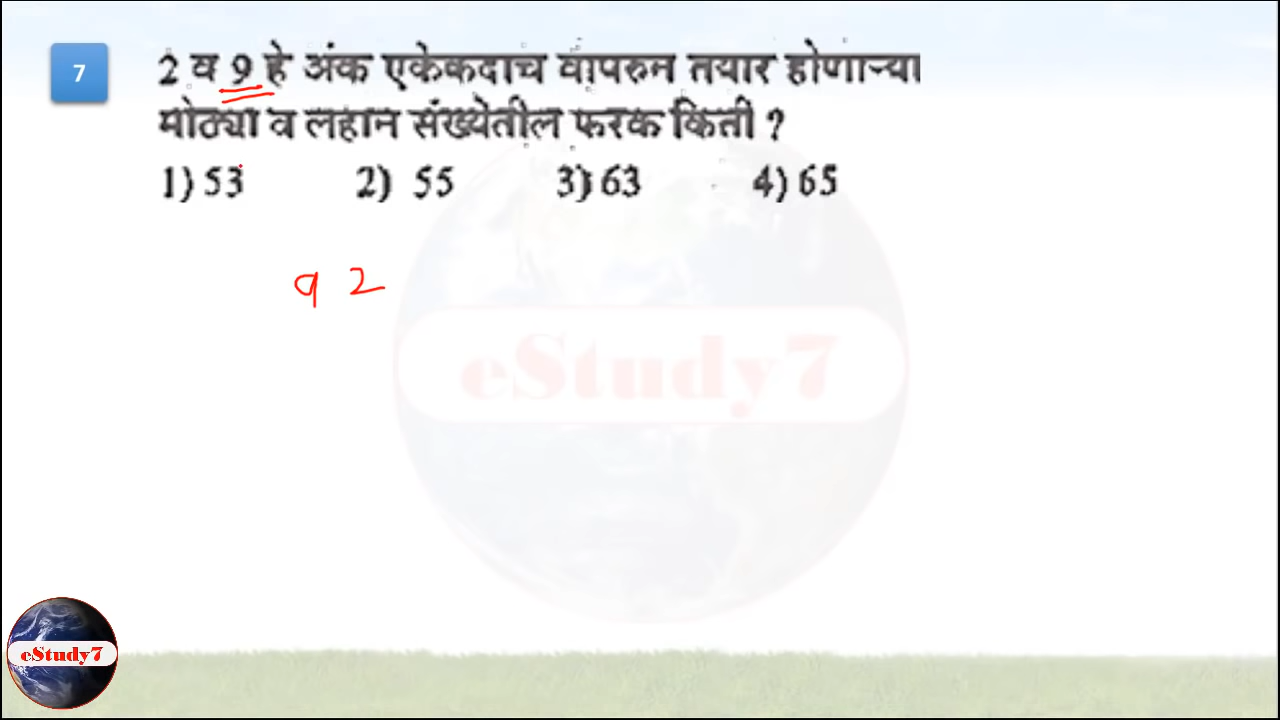 7
2 व 9 हे अंक एकेकदाच वापरुन तयार होणाऱ्या
मोठ्या व लहान संख्येतील फरक किती ?
1) 53 2) 55 3) 63 4) 65
9 2
eStudy7
eStudy7